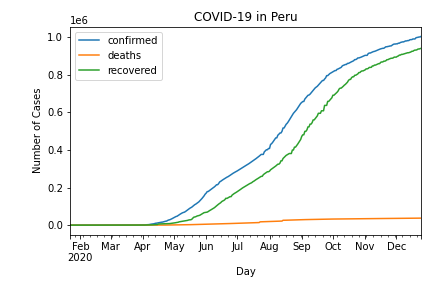 COVID-19 in Peru
1e6
confirmed
deaths
recovered
1.0
0.8
0.6
0.4
0.2
0.0
Number of Cases
Feb Mar Apr May Jun Jul Aug Sep Oct Nov Dec
2020
Day